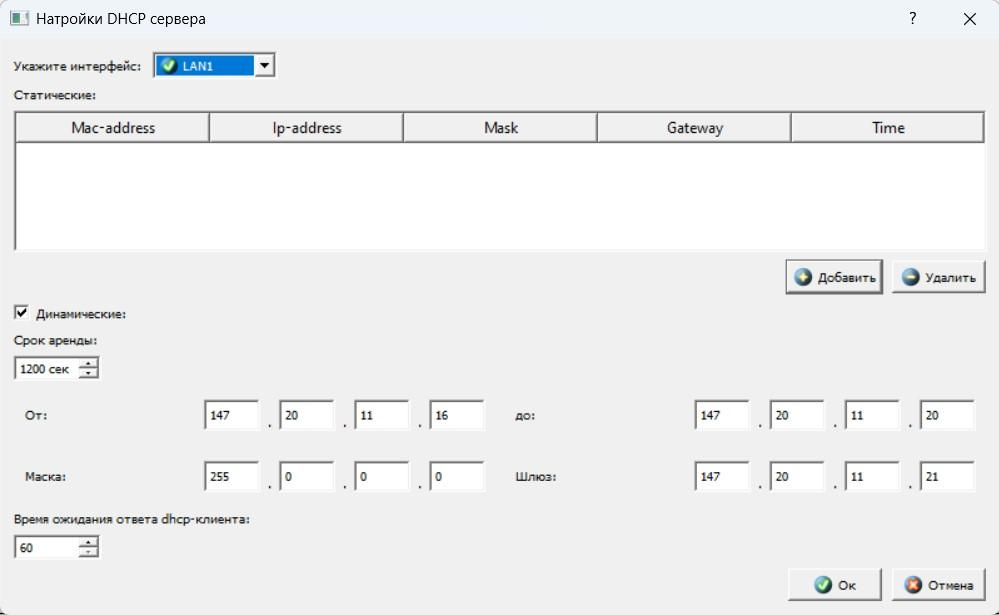 Натройки DHCP сервера ?
Укажите интерфейс: LAN1
Статические:
Mac-address Ip-address Mask Gateway Time
Добавить Удалить
Динамические:
Срок аренды:
1200 сек
От: 147 . 20 . 11 . 16 до: 147 . 20 . 11 . 20
Маска: 255 . 0 . 0 . 0 Шлюз: 147 . 20 . 11 . 21
Время ожидания ответа dhcp-клиента:
60
Ок Отмена